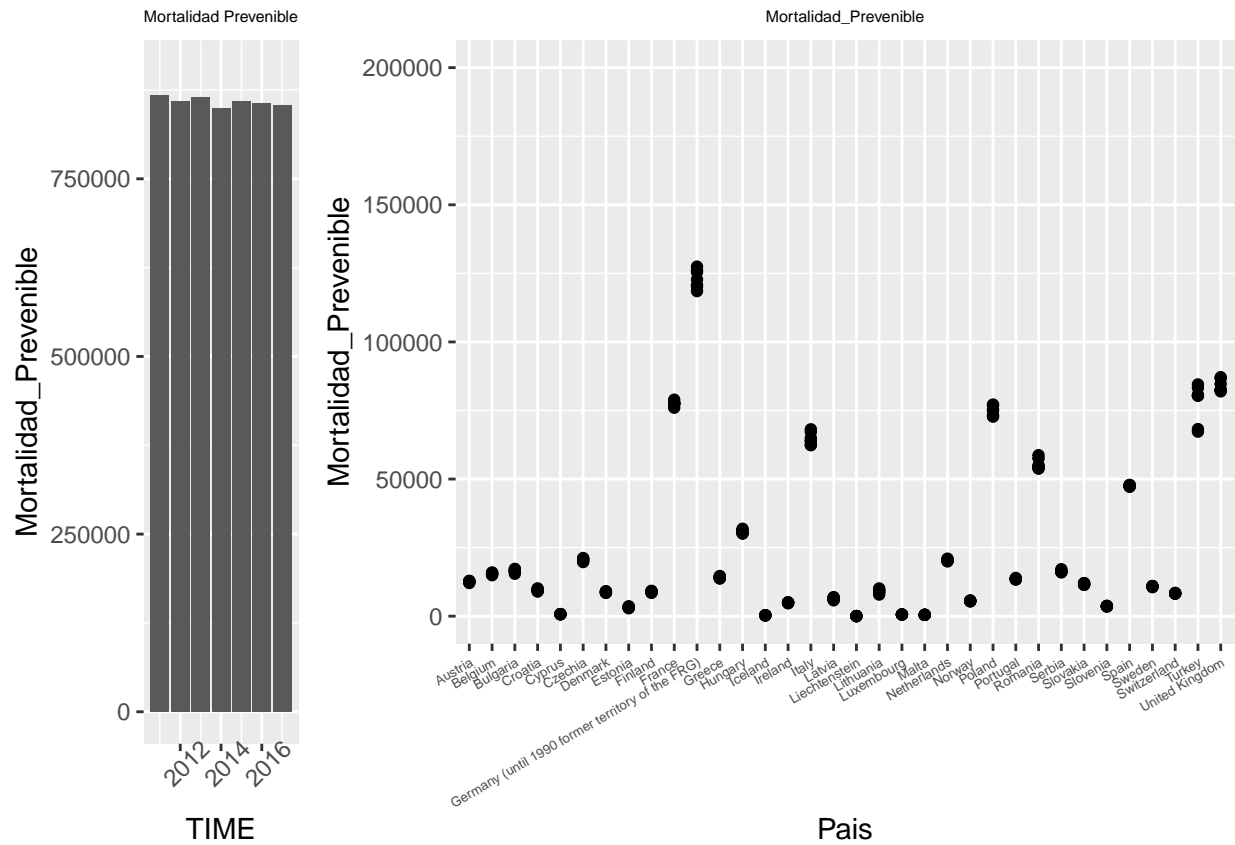 Mortalidad Prevenible
Mortalidad_Prevenible
750000
500000
250000
0
2012
2014
2016
TIME
Mortalidad_Prevenible
Mortalidad_Prevenible
200000
150000
100000
50000
0
Austria
Belgium
Bulgaria
Croatia
Cyprus
Czechia
Denmark
Estonia
Finland
France
Germany (until 1990 former territory of the FRG)
Greece
Hungary
Iceland
Ireland
Italy
Latvia
Liechtenstein
Lithuania
Luxembourg
Malta
Netherlands
Norway
Poland
Portugal
Romania
Serbia
Slovakia
Slovenia
Spain
Sweden
Switzerland
Turkey
United Kingdom
Pais